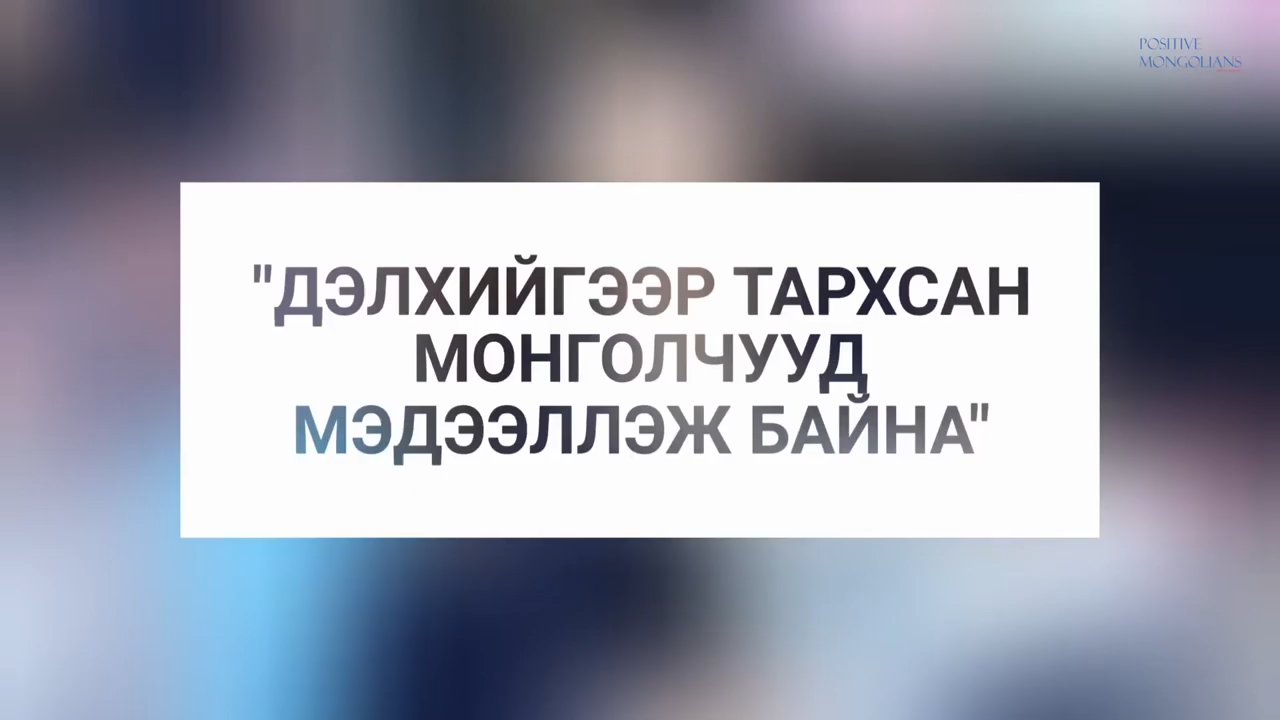 POSITIVE
MONGOLIANS
"ДЭЛХИЙГЭЭР ТАРХСАН
МОНГОЛЧУУД
МЭДЭЭЛЛЭЖ БАЙНА"